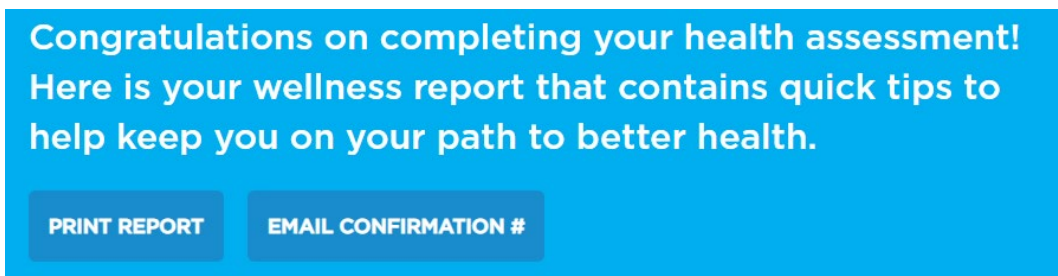 Congratulations on completing your health assessment!
Here is your wellness report that contains quick tips to
help keep you on your path to better health.
PRINT REPORT
EMAIL CONFIRMATION #